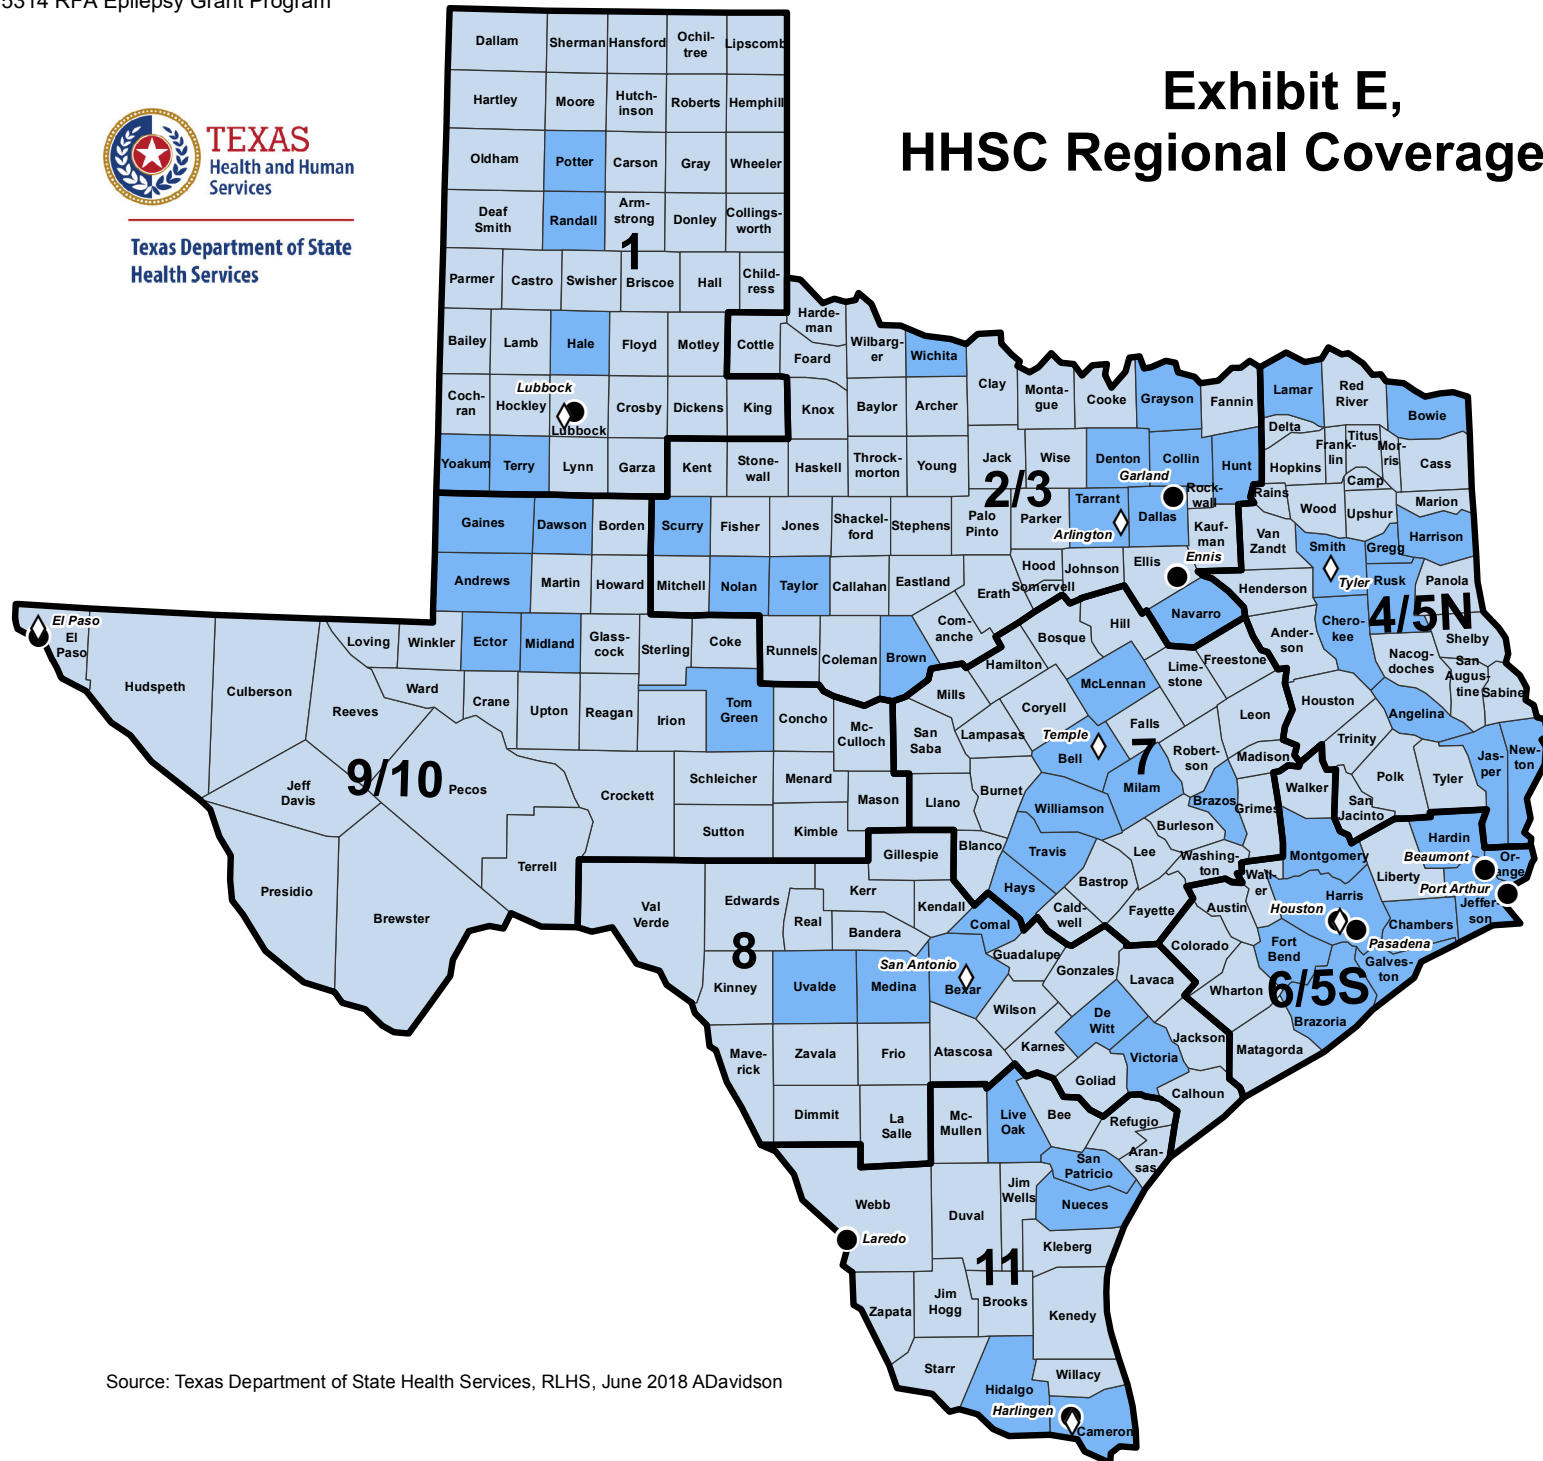 5314 RFA Epilepsy Grant Program
Exhibit E,
HHSC Regional Coverage
TEXAS
Health and Human
Services
Texas Department of State
Health Services
Dallam
Sherman
Hansford
Ochil-
tree
Lipscomb
Hartley
Moore
Hutch-
inson
Roberts
Hemphill
Oldham
Potter
Carson
Gray
Wheeler
Deaf
Smith
Randall
Arm-
strong
Donley
Collings-
worth
1
Parmer
Castro
Swisher
Briscoe
Hall
Child-
ress
Bailey
Lamb
Hale
Floyd
Motley
Cottle
Harde-
man
Foard
Wilbarg-
er
Wichita
Coch-
ran
Hockley
Lubbock
Lubbock
Crosby
Dickens
King
Knox
Baylor
Archer
Clay
Monta-
gue
Cooke
Grayson
Fannin
Lamar
Red
River
Bowie
Yoakum
Terry
Lynn
Garza
Kent
Stone-
wall
Haskell
Throck-
morton
Young
Jack
Wise
Denton
Collin
Hunt
Delta
Hopkins
Frank-
lin
Titus
Mor-
ris
Cass
Camp
2/3
Garland
Rock-
wall
Rains
Wood
Upshur
Marion
Gaines
Dawson
Borden
Scurry
Fisher
Jones
Shackel-
ford
Stephens
Palo
Pinto
Parker
Tarrant
Arlington
Dallas
Kauf-
man
Van
Zandt
Smith
Gregg
Harrison
Andrews
Martin
Howard
Mitchell
Nolan
Taylor
Callahan
Eastland
Erath
Hood
Somervell
Johnson
Ellis
Ennis
Henderson
Tyler
Rusk
Panola
4/5N
El Paso
El
Paso
Hudspeth
Culberson
Loving
Winkler
Ector
Midland
Glass-
cock
Sterling
Coke
Runnels
Coleman
Brown
Com-
anche
Bosque
Hill
Navarro
Ander-
son
Chero-
kee
Nacog-
doches
Shelby
San
Augus-
tine
Sabine
Reeves
Ward
Crane
Upton
Reagan
Irion
Tom
Green
Concho
Mc-
Culloch
Mills
Hamilton
Coryell
McLennan
Lime-
stone
Freestone
Houston
Angelina
San
Saba
Lampasas
Temple
Bell
Falls
7
Leon
Robert-
son
Madison
Trinity
Polk
Tyler
Jas-
per
New-
ton
Jeff
Davis
9/10
Pecos
Crockett
Schleicher
Menard
Mason
Llano
Burnet
Williamson
Milam
Brazos
Grimes
Walker
San
Jacinto
Sutton
Kimble
Terrell
Gillespie
Blanco
Travis
Lee
Burleson
Washing-
ton
Montgomery
Liberty
Hardin
Beaumont
Or-
ange
Port Arthur
Jeffer-
son
Presidio
Brewster
Val
Verde
Edwards
Real
Kerr
Bandera
Kendall
Hays
Cald-
well
Bastrop
Fayette
Austin
Wall-
er
Harris
Houston
Pasadena
Chambers
8
Kinney
Uvalde
Medina
San Antonio
Bexar
Comal
Guadalupe
Gonzales
Lavaca
Colorado
Wharton
Fort
Bend
6/5S
Galves-
ton
Brazoria
Matagorda
Wilson
Karnes
De
Witt
Victoria
Jackson
Calhoun
Mave-
rick
Zavala
Frio
Atascosa
Goliad
Dimmit
La
Salle
Mc-
Mullen
Live
Oak
Bee
Refugio
Aran-
sas
San
Patricio
Webb
Duval
Jim
Wells
Nueces
Laredo
Kleberg
11
Zapata
Jim
Hogg
Brooks
Kenedy
Starr
Hidalgo
Willacy
Harlingen
Cameron
Source: Texas Department of State Health Services, RLHS, June 2018 ADavidson